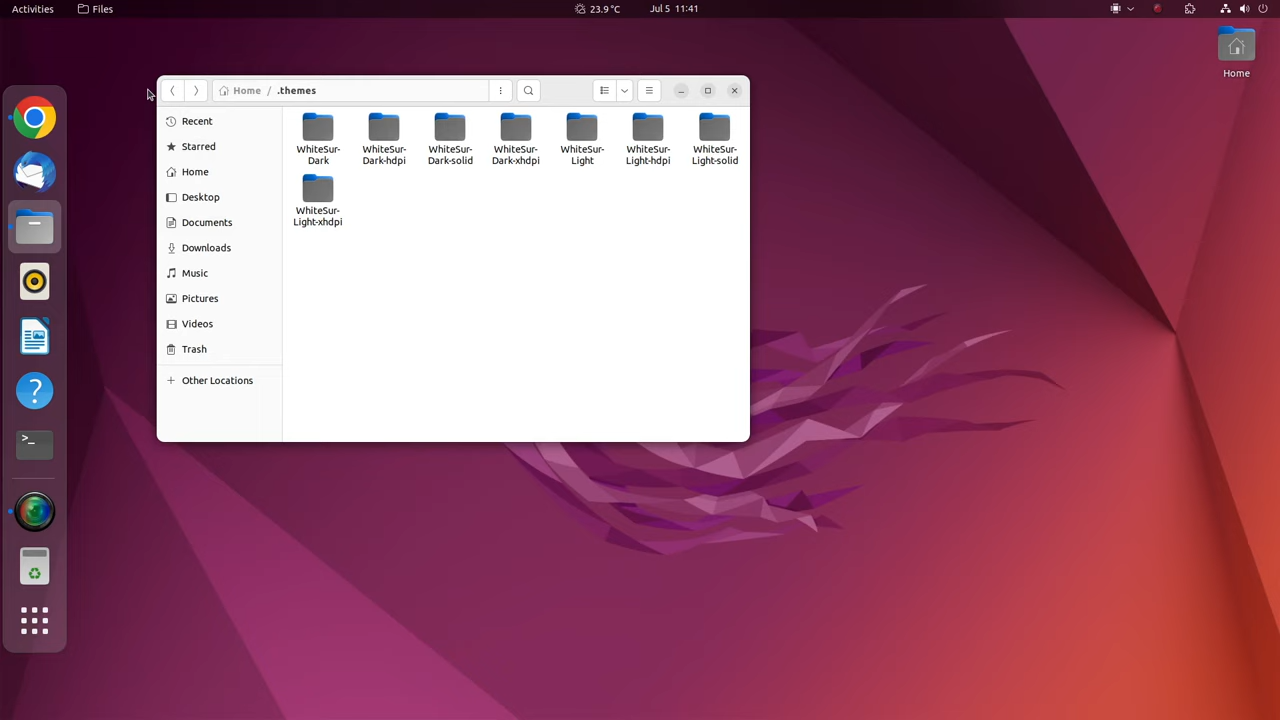 Activities Files 23.9 °C Jul 5 11:41
Home / .themes
Recent
Starred
Home
Desktop
Documents
Downloads
Music
Pictures
Videos
Trash
Other Locations
WhiteSur-
Dark
WhiteSur-
Dark-hdpi
WhiteSur-
Dark-solid
WhiteSur-
Dark-xhdpi
WhiteSur-
Light
WhiteSur-
Light-hdpi
WhiteSur-
Light-solid
WhiteSur-
Light-xhdpi
Home